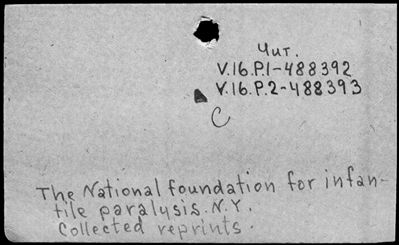 Чит.
V.16.P.1-488392
V.16.P.2-488393
C
The National foundation for infan-
tile paralysis. N.Y.
Collected reprints.